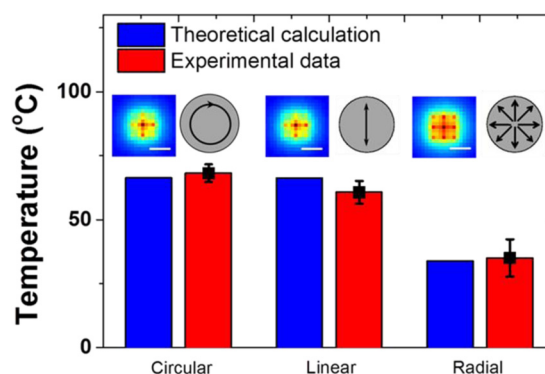 Theoretical calculation
Experimental data
Temperature (°C)
100
50
0
Circular
Linear
Radial